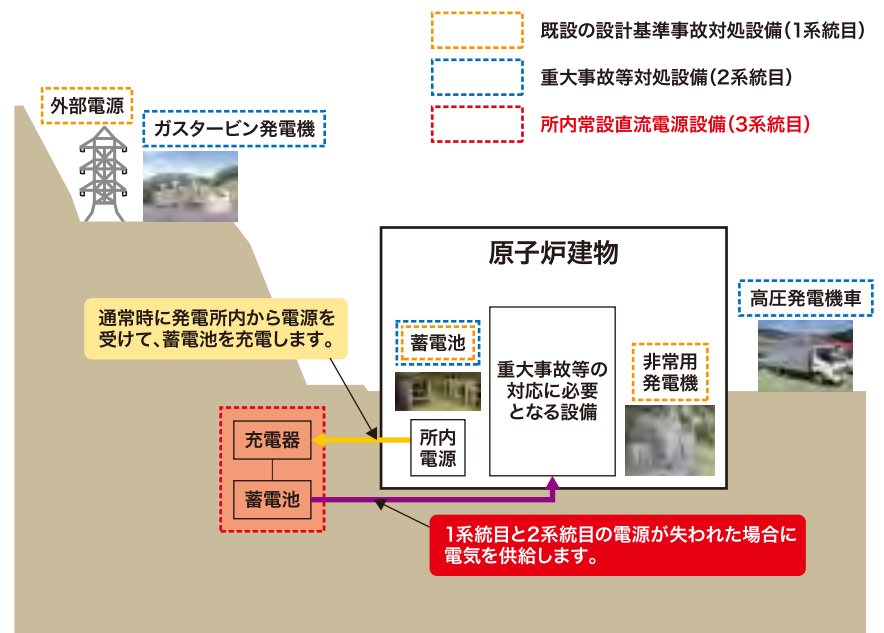 既設の設計基準事故対処設備(1系統目)
重大事故等対処設備(2系統目)
所内常設直流電源設備(3系統目)
外部電源
ガスタービン発電機
原子炉建物
高圧発電機車
通常時に発電所内から電源を
受けて、蓄電池を充電します。
蓄電池
重大事故等の
対応に必要
となる設備
非常用
発電機
充電器
所内
電源
蓄電池
1系統目と2系統目の電源が失われた場合に
電気を供給します。